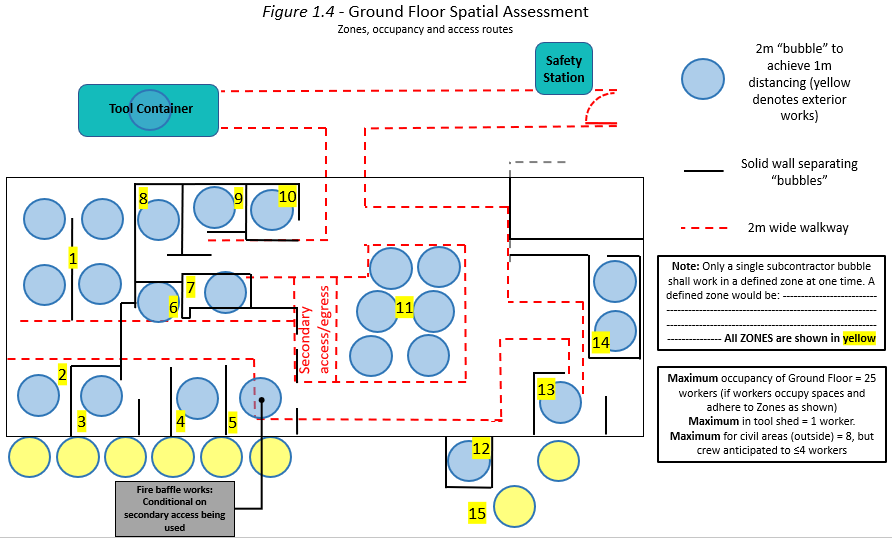 Figure 1.4 - Ground Floor Spatial Assessment
Zones, occupancy and access routes
Tool Container
Safety
Station
2m “bubble” to
achieve 1m
distancing (yellow
denotes exterior
works)
Solid wall separating
“bubbles”
2m wide walkway
Note: Only a single subcontractor bubble
shall work in a defined zone at one time. A
defined zone would be: --------------------------
----------------------------------------------------------
----------------------------------------------------------
--------------- All ZONES are shown in yellow
Maximum occupancy of Ground Floor = 25
workers (if workers occupy spaces and
adhere to Zones as shown)
Maximum in tool shed = 1 worker.
Maximum for civil areas (outside) = 8, but
crew anticipated to ≤4 workers
8
9
10
1
7
6
Secondary
access/egress
11
14
2
3
4
5
13
12
15
Fire baffle works:
Conditional on
secondary access being
used